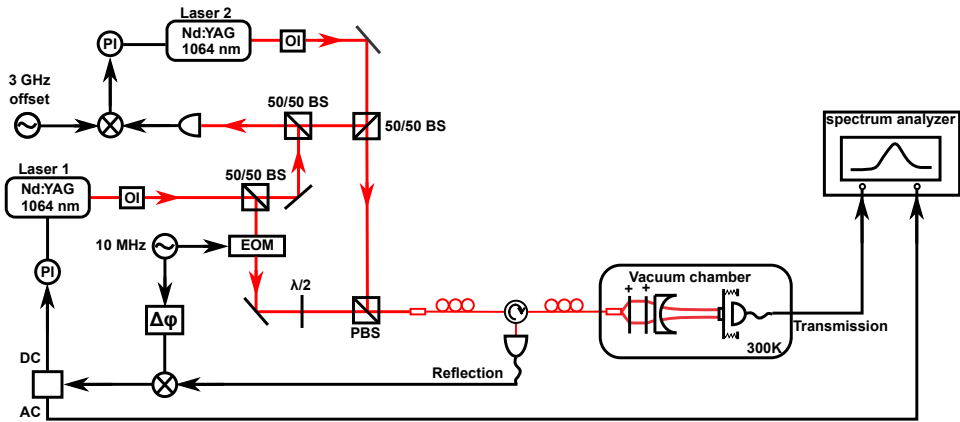 Laser 2
Nd:YAG
1064 nm
OI
PI
3 GHz
offset
50/50 BS
50/50 BS
spectrum analyzer
Laser 1
Nd:YAG
1064 nm
OI
50/50 BS
10 MHz
EOM
PI
λ/2
Vacuum chamber
+ +
Δφ
PBS
Transmission
300K
DC
Reflection
AC